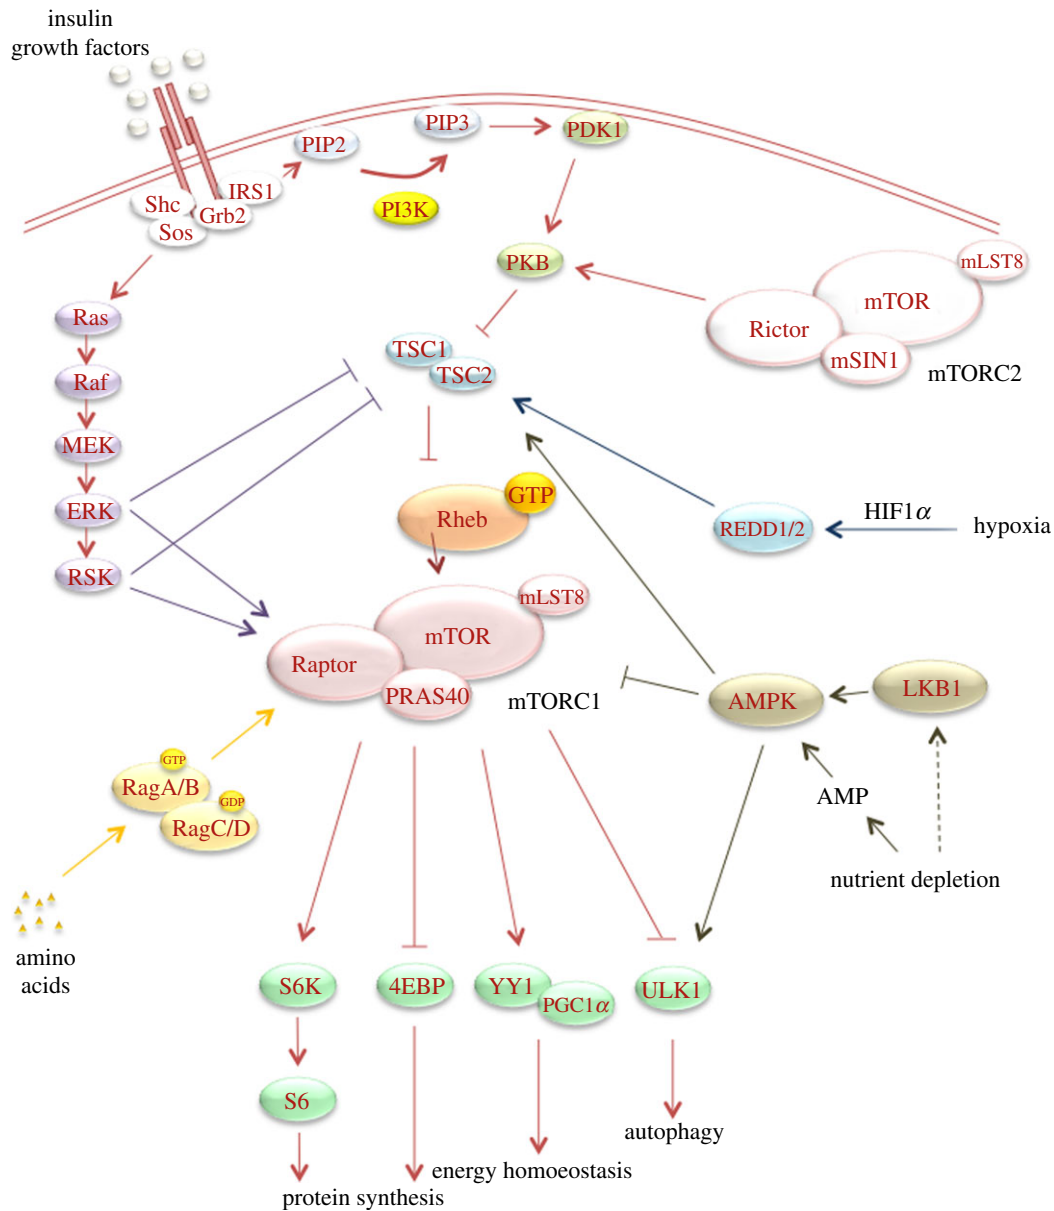 insulin
growth factors
PIP3
PDK1
PIP2
IRS1
Shc
Grb2
PI3K
Sos
PKB
mLST8
mTOR
Rictor
mSIN1
mTORC2
Ras
TSC1
TSC2
Raf
MEK
ERK
GTP
Rheb
REDD1/2
HIF1α
hypoxia
RSK
mLST8
mTOR
Raptor
PRAS40
mTORC1
AMPK
LKB1
GTP
RagA/B
GDP
RagC/D
AMP
nutrient depletion
amino
acids
S6K
4EBP
YY1
PGC1α
ULK1
S6
autophagy
energy homoeostasis
protein synthesis